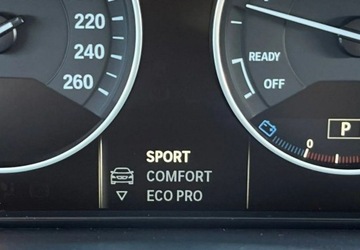 220
240
260
READY
OFF
P
0
SPORT
COMFORT
ECO PRO